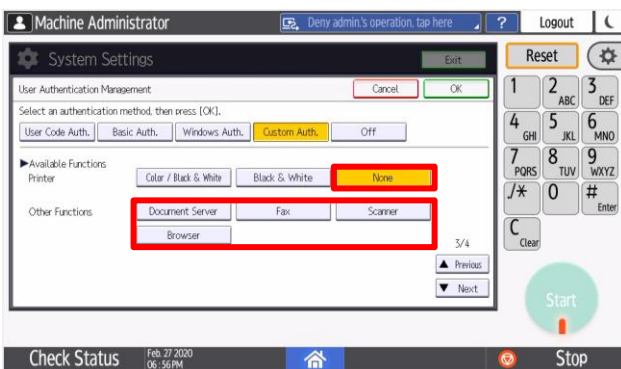 Machine Administrator
Deny admin.'s operation, tap here
?
Logout
System Settings
Exit
Reset
User Authentication Management
Cancel
OK
Select an authentication method, then press [OK].
User Code Auth.
Basic Auth.
Windows Auth.
Custom Auth.
Off
▶Available Functions
Printer
Color / Black & White
Black & White
None
Other Functions
Document Server
Fax
Scanner
Browser
3/4
▲ Previous
▼ Next
1
2 ABC
3 DEF
4 GHI
5 JKL
6 MNO
7 PQRS
8 TUV
9 WXYZ
./*
0
# Enter
C Clear
Start
Check Status
Feb. 27 2020
06:56PM
Stop